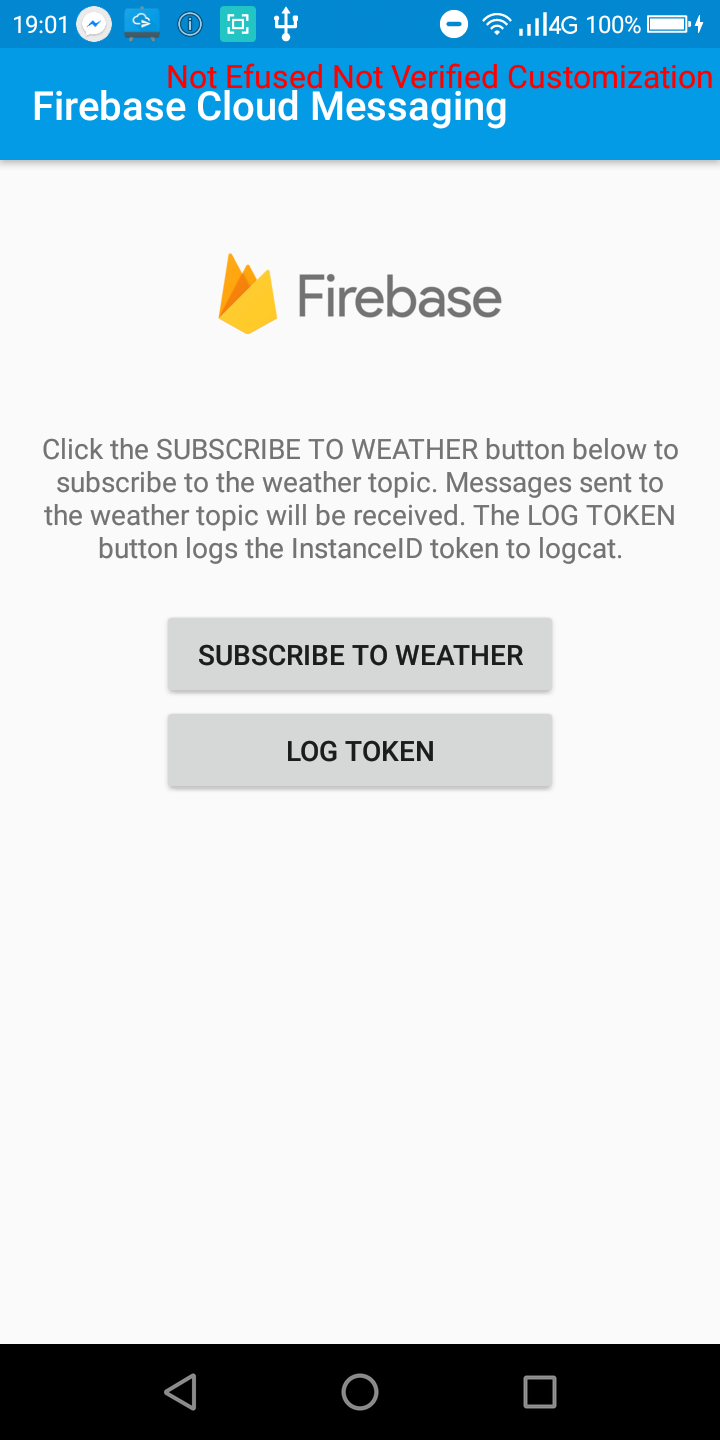 19:01
4G 100%
Not Efused Not Verified Customization
Firebase Cloud Messaging
Firebase
Click the SUBSCRIBE TO WEATHER button below to
subscribe to the weather topic. Messages sent to
the weather topic will be received. The LOG TOKEN
button logs the InstanceID token to logcat.
SUBSCRIBE TO WEATHER
LOG TOKEN